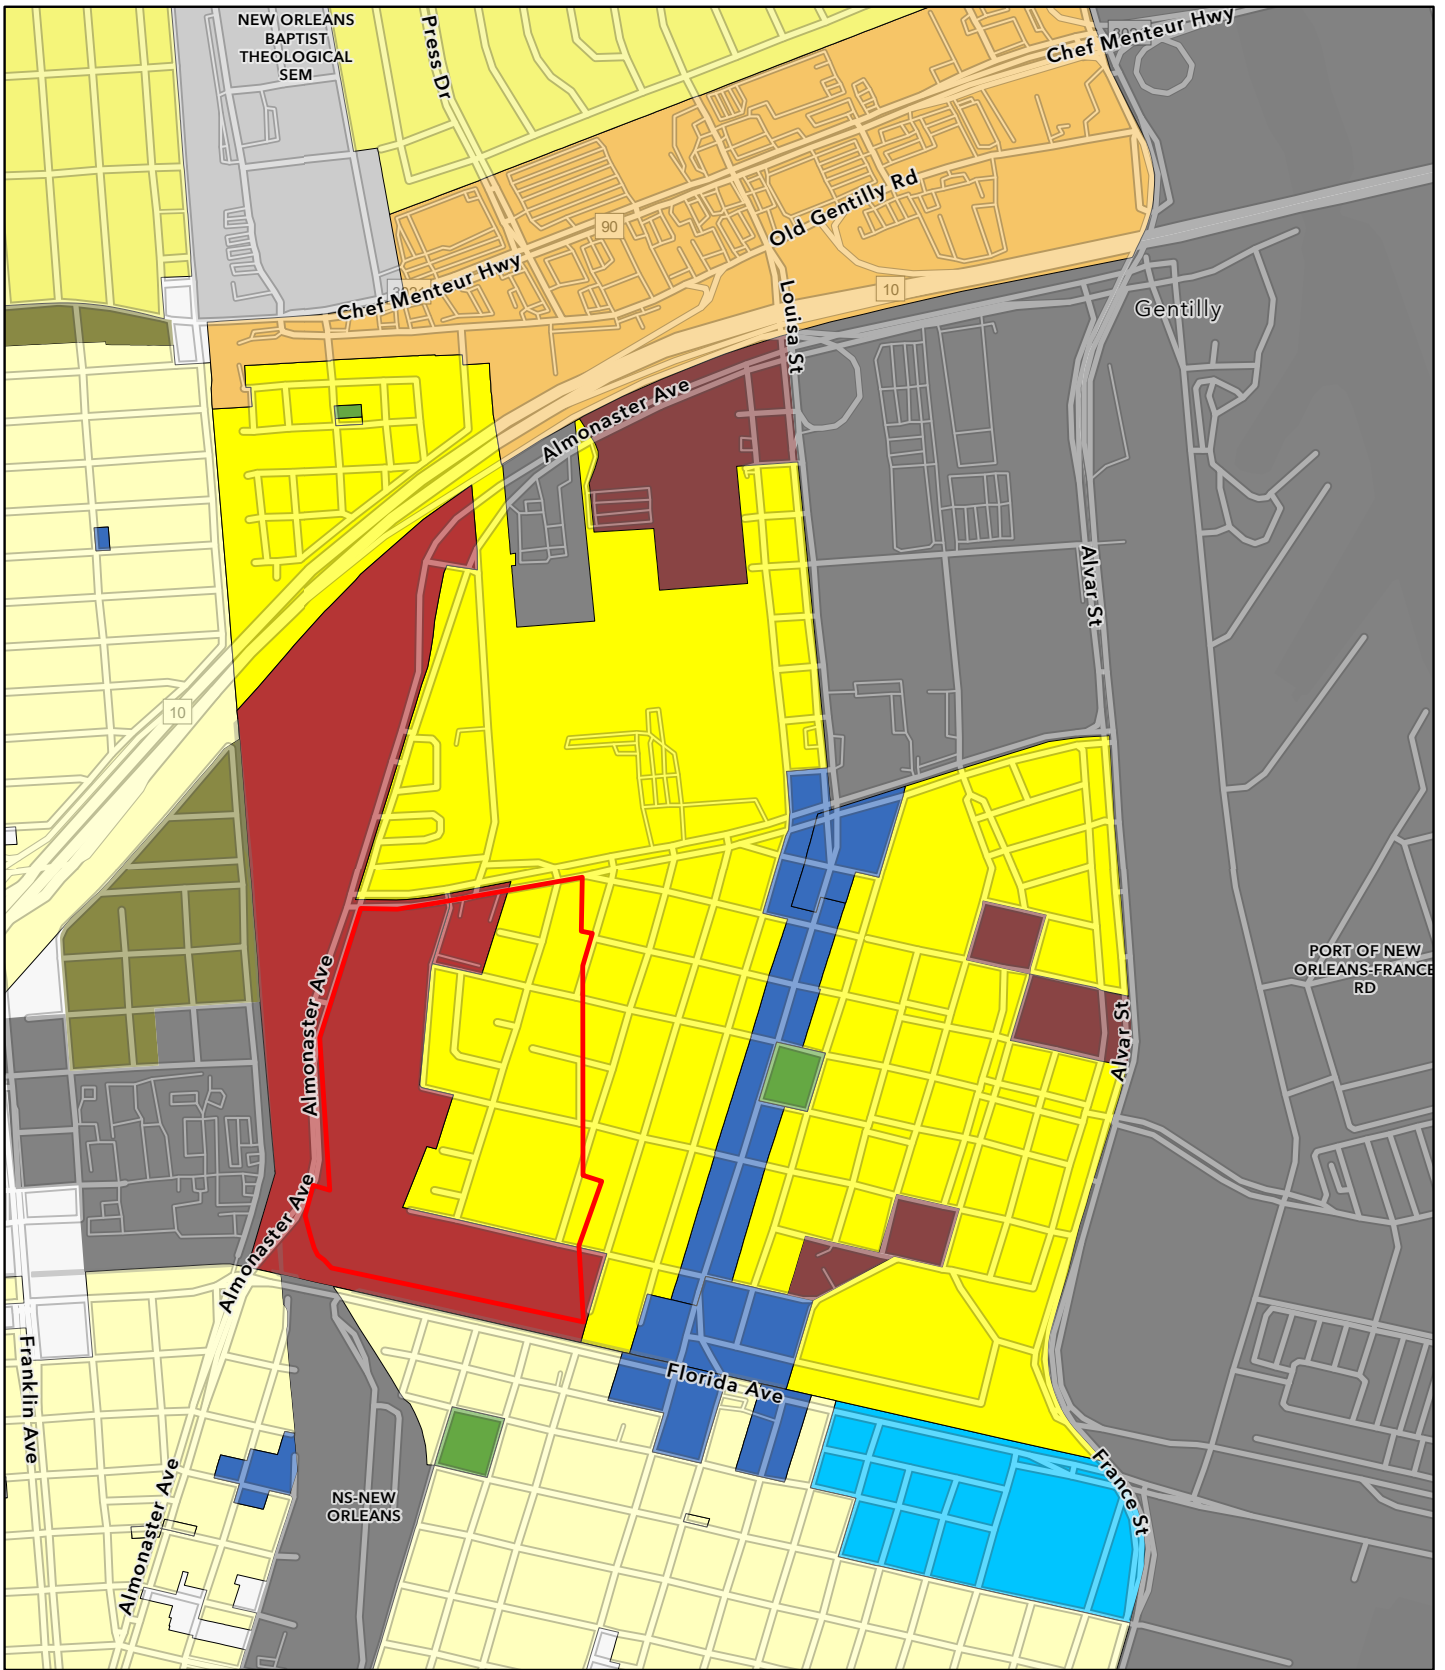 NEW ORLEANS
BAPTIST
THEOLOGICAL
SEM
Press Dr
Chef Menteur Hwy
90
Old Gentilly Rd
Chef Menteur Hwy
10
Louisa St
Gentilly
Almonaster Ave
Alvar St
10
PORT OF NEW
ORLEANS-FRANCE
RD
Almonaster Ave
Alvar St
Almonaster Ave
Franklin Ave
Florida Ave
Almonaster Ave
NS-NEW
ORLEANS
France St